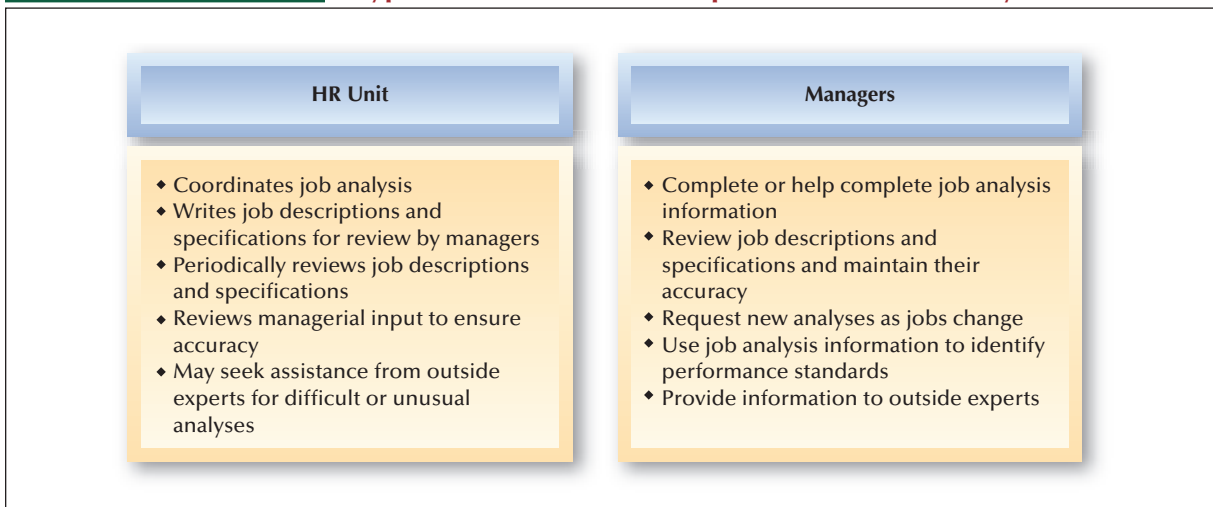 HR Unit
◆ Coordinates job analysis
◆ Writes job descriptions and
specifications for review by managers
◆ Periodically reviews job descriptions
and specifications
◆ Reviews managerial input to ensure
accuracy
◆ May seek assistance from outside
experts for difficult or unusual
analyses
Managers
◆ Complete or help complete job analysis
information
◆ Review job descriptions and
specifications and maintain their
accuracy
◆ Request new analyses as jobs change
◆ Use job analysis information to identify
performance standards
◆ Provide information to outside experts